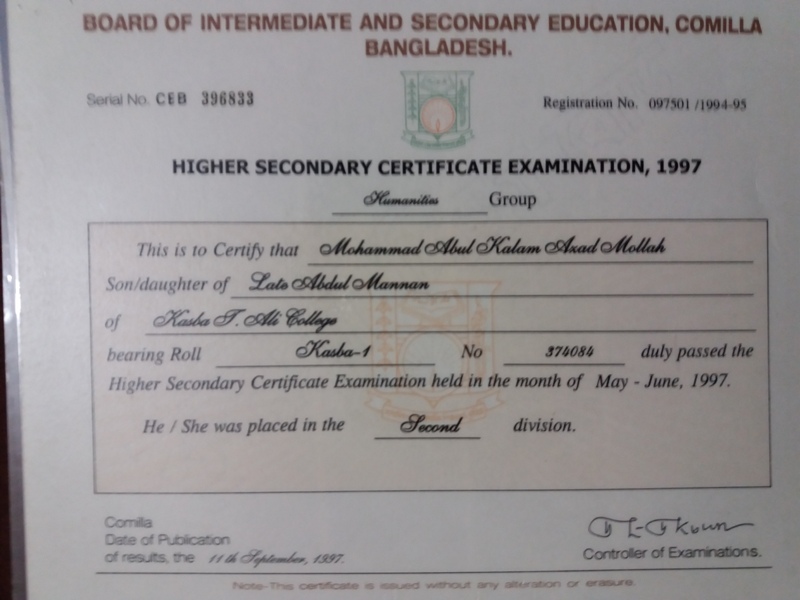 BOARD OF INTERMEDIATE AND SECONDARY EDUCATION, COMILLA
BANGLADESH.
Serial No. CEB 396833
Registration No. 097501 /1994-95
HIGHER SECONDARY CERTIFICATE EXAMINATION, 1997
Humanities Group
This is to Certify that Mohammad Abul Kalam Azad Mollah
Son/daughter of Late Abdul Mannan
of Kasba T. Ali College
bearing Roll Kasba-1 No 374084 duly passed the
Higher Secondary Certificate Examination held in the month of May - June, 1997.
He / She was placed in the Second division.
Comilla
Date of Publication
of results, the 11th September, 1997.
Controller of Examinations.
Note-This certificate is issued without any alteration or erasure.